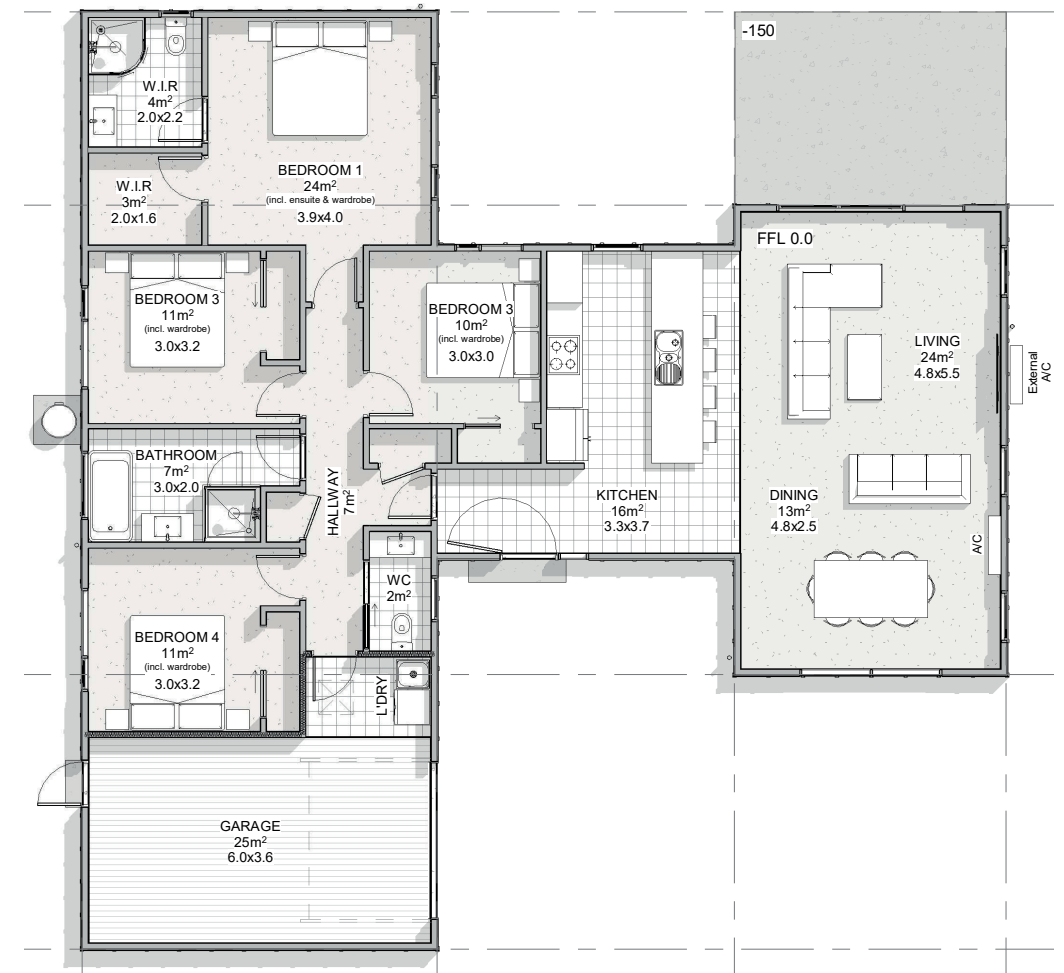 -150
W.I.R
4m²
2.0x2.2
BEDROOM 1
24m²
(incl. ensuite & wardrobe)
3.9x4.0
W.I.R
3m²
2.0x1.6
FFL 0.0
BEDROOM 3
11m²
(incl. wardrobe)
3.0x3.2
BEDROOM 3
10m²
(incl. wardrobe)
3.0x3.0
LIVING
24m²
4.8x5.5
External
A/C
BATHROOM
7m²
3.0x2.0
HALLWAY
7m²
KITCHEN
16m²
3.3x3.7
DINING
13m²
4.8x2.5
A/C
WC
2m²
BEDROOM 4
11m²
(incl. wardrobe)
3.0x3.2
L'DRY
GARAGE
25m²
6.0x3.6